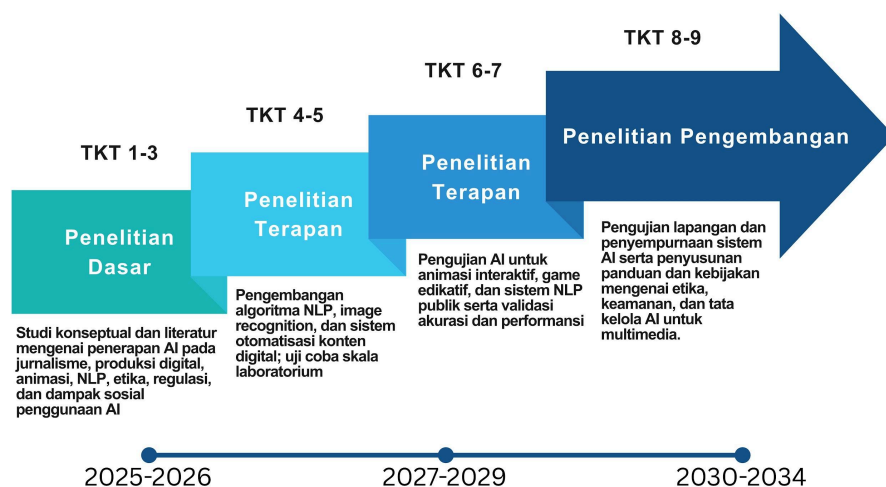 TKT 1-3
Penelitian
Dasar
Studi konseptual dan literatur
mengenai penerapan AI pada
jurnalisme, produksi digital,
animasi, NLP, etika, regulasi,
dan dampak sosial
penggunaan AI
TKT 4-5
Penelitian
Terapan
Pengembangan
algoritma NLP, image
recognition, dan sistem
otomatisasi konten
digital; uji coba skala
laboratorium
TKT 6-7
Penelitian
Terapan
Pengujian AI untuk
animasi interaktif, game
edikatif, dan sistem NLP
publik serta validasi
akurasi dan performansi
TKT 8-9
Penelitian Pengembangan
Pengujian lapangan dan
penyempurnaan sistem
AI serta penyusunan
panduan dan kebijakan
mengenai etika,
keamanan, dan tata
kelola AI untuk
multimedia.
2025-2026
2027-2029
2030-2034